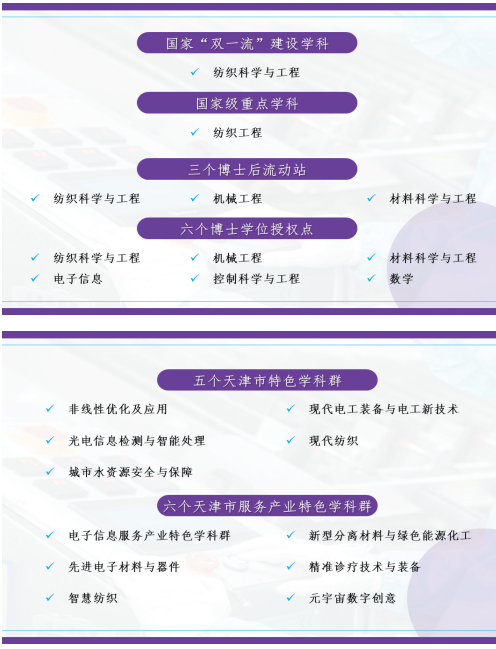 国家“双一流”建设学科
✓ 纺织科学与工程
国家级重点学科
✓ 纺织工程
三个博士后流动站
✓ 纺织科学与工程 ✓ 机械工程 ✓ 材料科学与工程
六个博士学位授权点
✓ 纺织科学与工程 ✓ 机械工程 ✓ 材料科学与工程
✓ 电子信息 ✓ 控制科学与工程 ✓ 数学
五个天津市特色学科群
✓ 非线性优化及应用 ✓ 现代电工装备与电工新技术
✓ 光电信息检测与智能处理 ✓ 现代纺织
✓ 城市水资源安全与保障
六个天津市服务产业特色学科群
✓ 电子信息服务产业特色学科群 ✓ 新型分离材料与绿色能源化工
✓ 先进电子材料与器件 ✓ 精准诊疗技术与装备
✓ 智慧纺织 ✓ 元宇宙数字创意